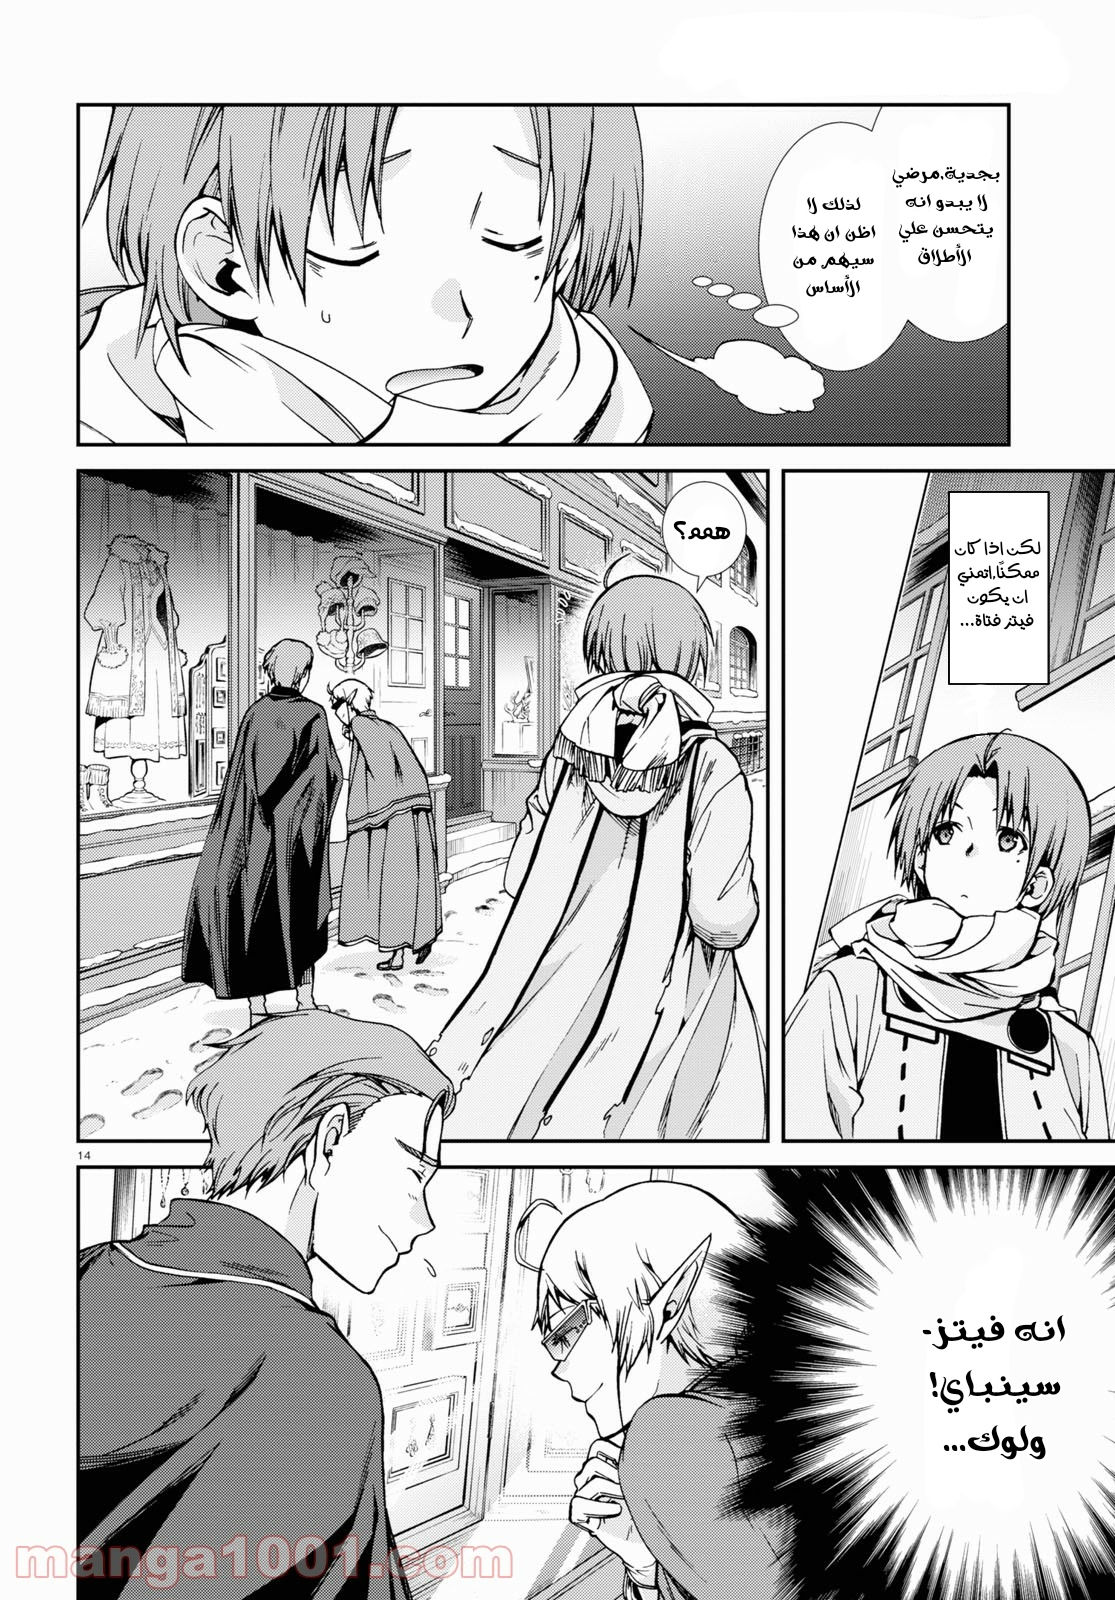 بجدية,مرضي
لا يبدو انه
يتحسن علي
الأطلاق
لذلك لا
اظن ان هذا
سيهم, من
الأساس
لكن اذا كان
ممكنًا,اتمني
ان يكون
فيتز فتاة...
همم؟
14
انه فيتز-
سينباي!
ولوك...
manga1001.com